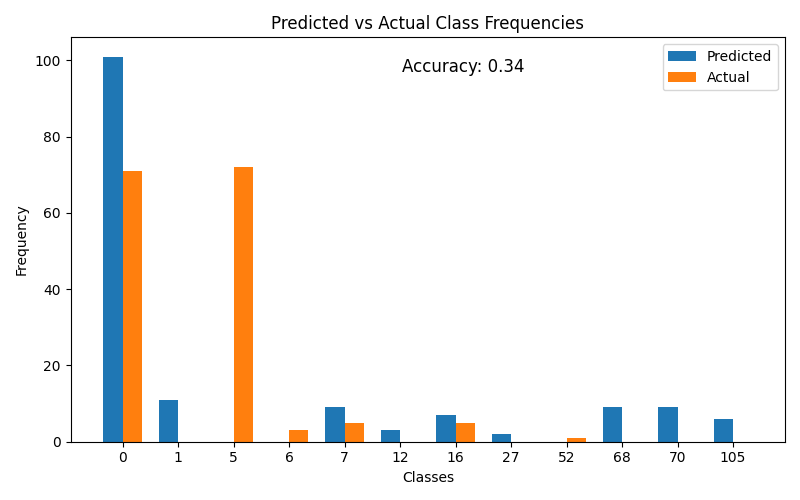 Predicted vs Actual Class Frequencies
Accuracy: 0.34
Predicted
Actual
Frequency
100
80
60
40
20
0
0 1 5 6 7 12 16 27 52 68 70 105
Classes